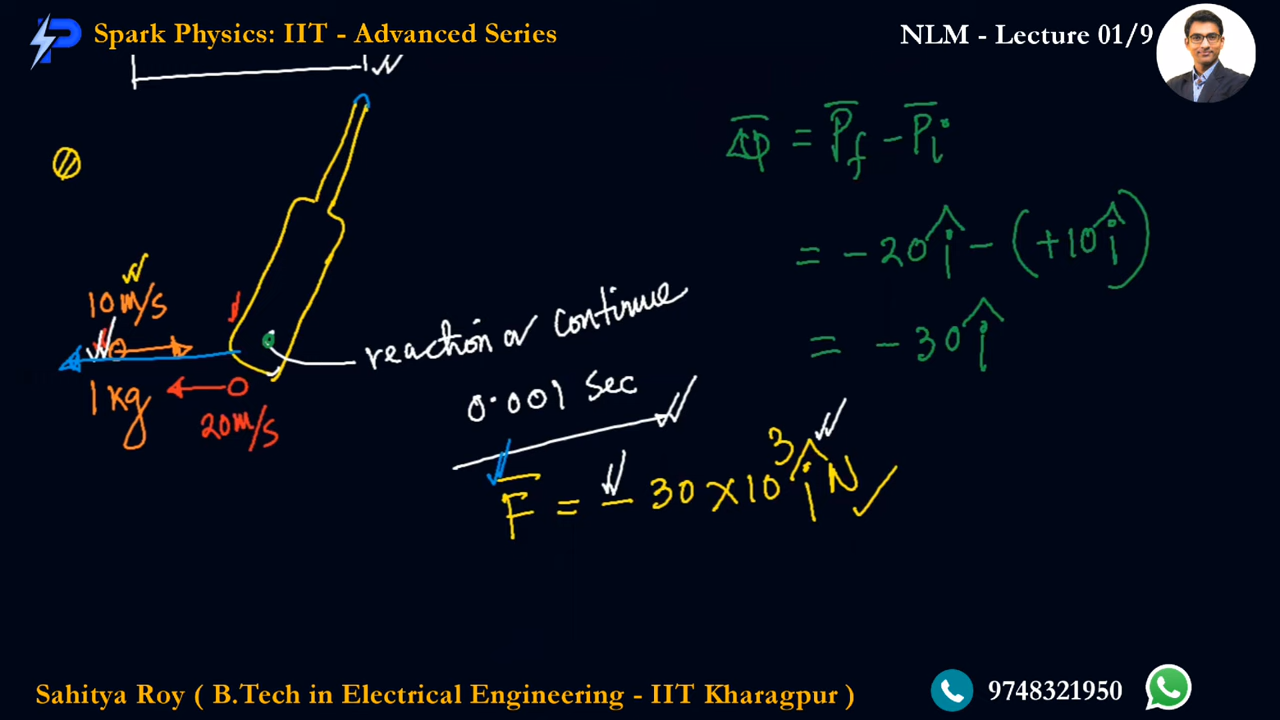 Spark Physics: IIT - Advanced Series
NLM - Lecture 01/9
Δp = Pf - Pi
= -20î - (+10î)
= -30î
10m/s
1kg
20m/s
reaction or continue
0.001 sec
F = - 30 × 10³ î N
Sahitya Roy ( B.Tech in Electrical Engineering - IIT Kharagpur )
9748321950